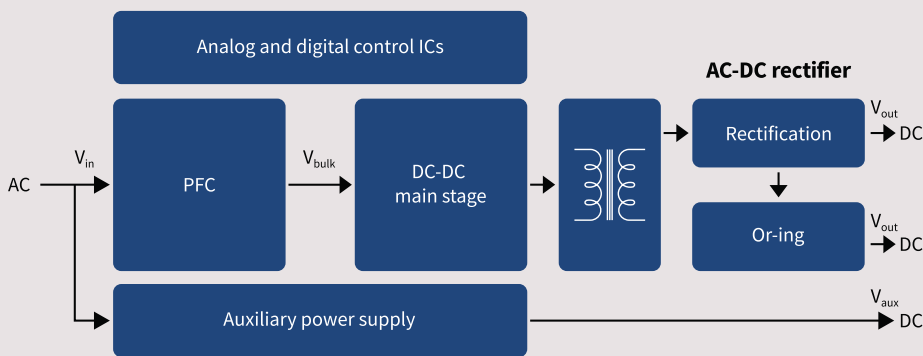 Analog and digital control ICs
AC-DC rectifier
AC
Vin
PFC
Vbulk
DC-DC
main stage
Rectification
Vout
DC
Or-ing
Vout
DC
Auxiliary power supply
Vaux
DC